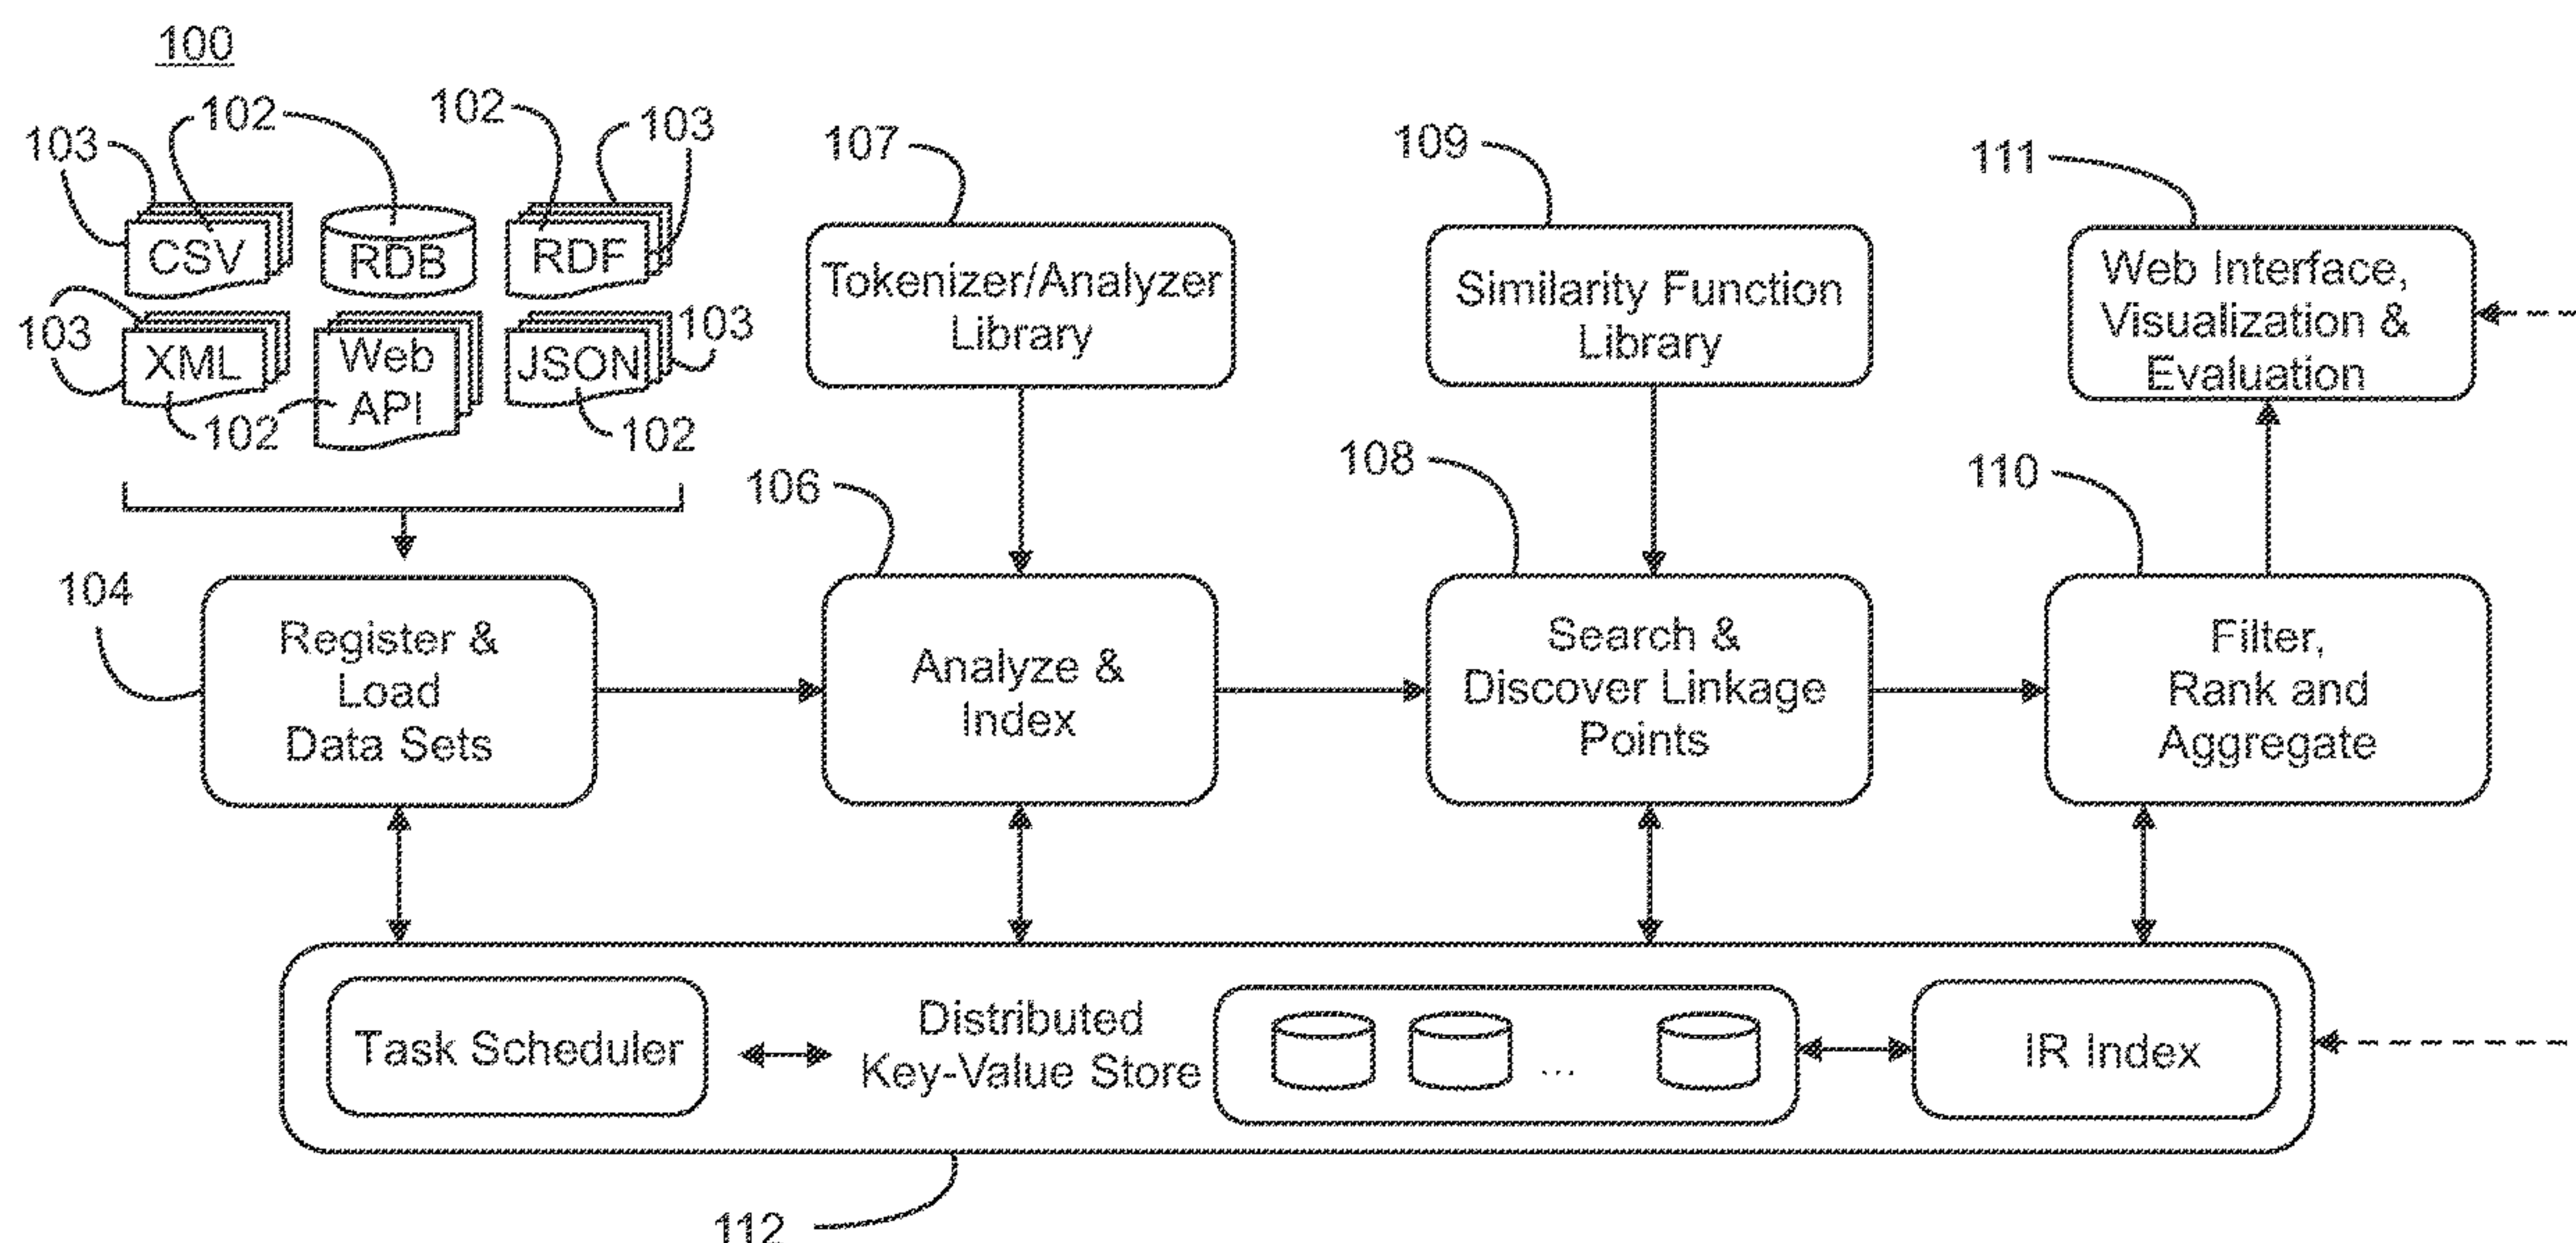 100
102
102
103
103
107
109
111
CSV
RDB
RDF
Tokenizer/Analyzer
Library
Similarity Function
Library
Web Interface,
Visualization &
Evaluation
103
XML
Web
API
JSON
103
102
102
106
108
110
104
Register &
Load
Data Sets
Analyze &
Index
Search &
Discover Linkage
Points
Filter,
Rank and
Aggregate
Task Scheduler
Distributed
Key-Value Store
...
IR Index
112